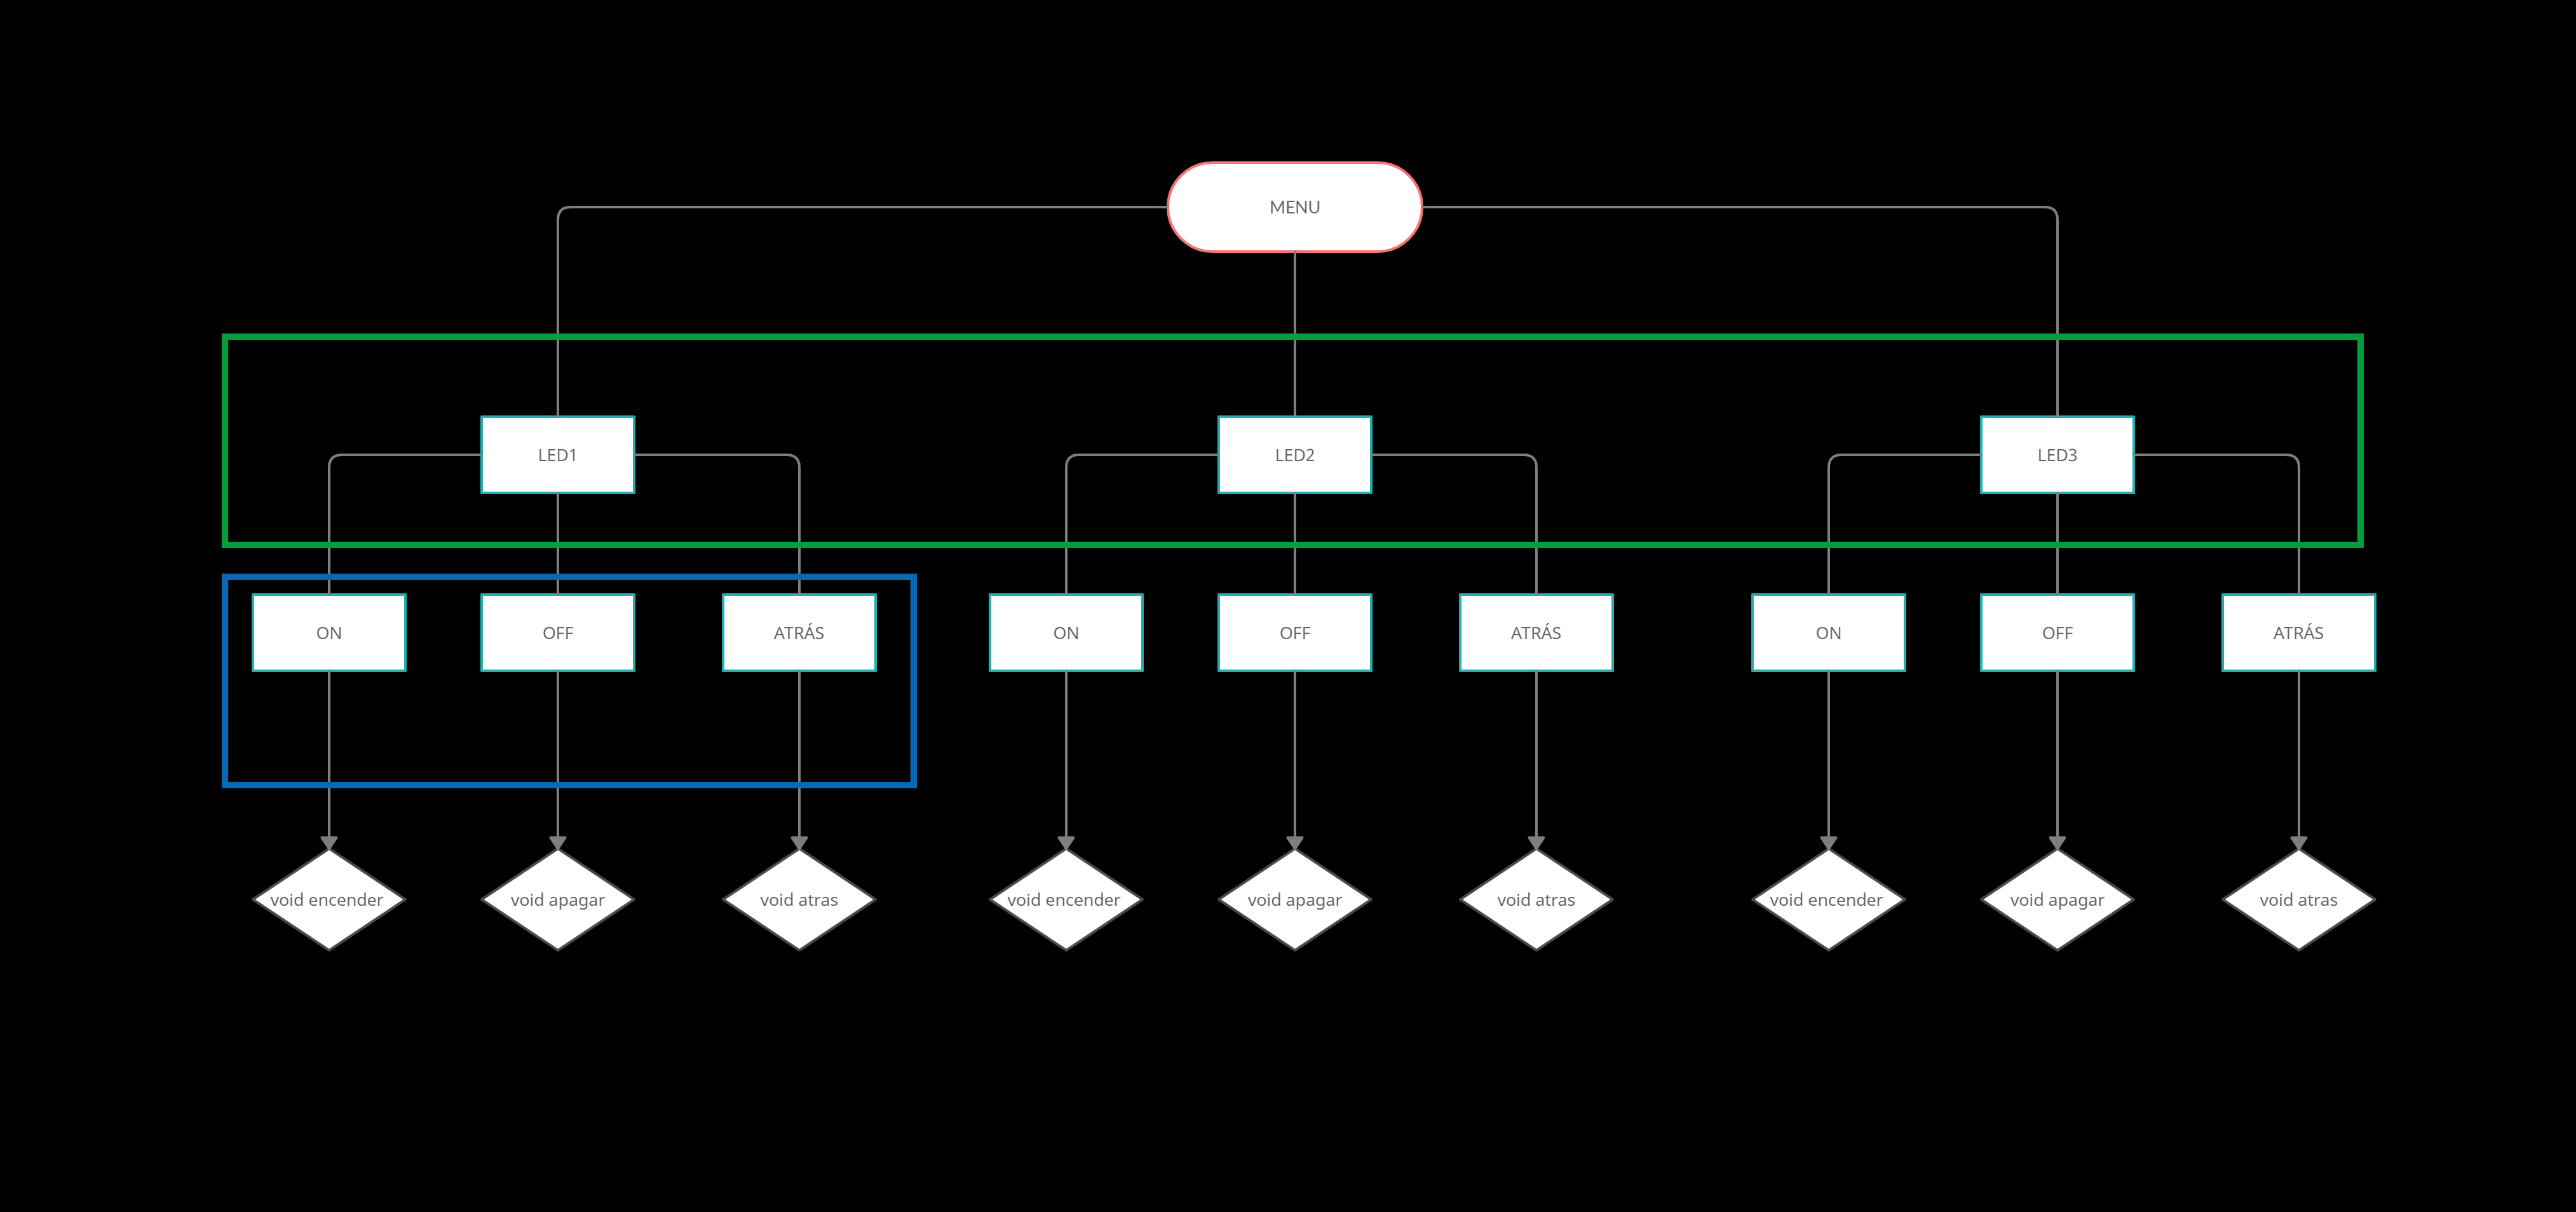 MENU
LED1
LED2
LED3
ON
OFF
ATRÁS
ON
OFF
ATRÁS
ON
OFF
ATRÁS
void encender
void apagar
void atras
void encender
void apagar
void atras
void encender
void apagar
void atras